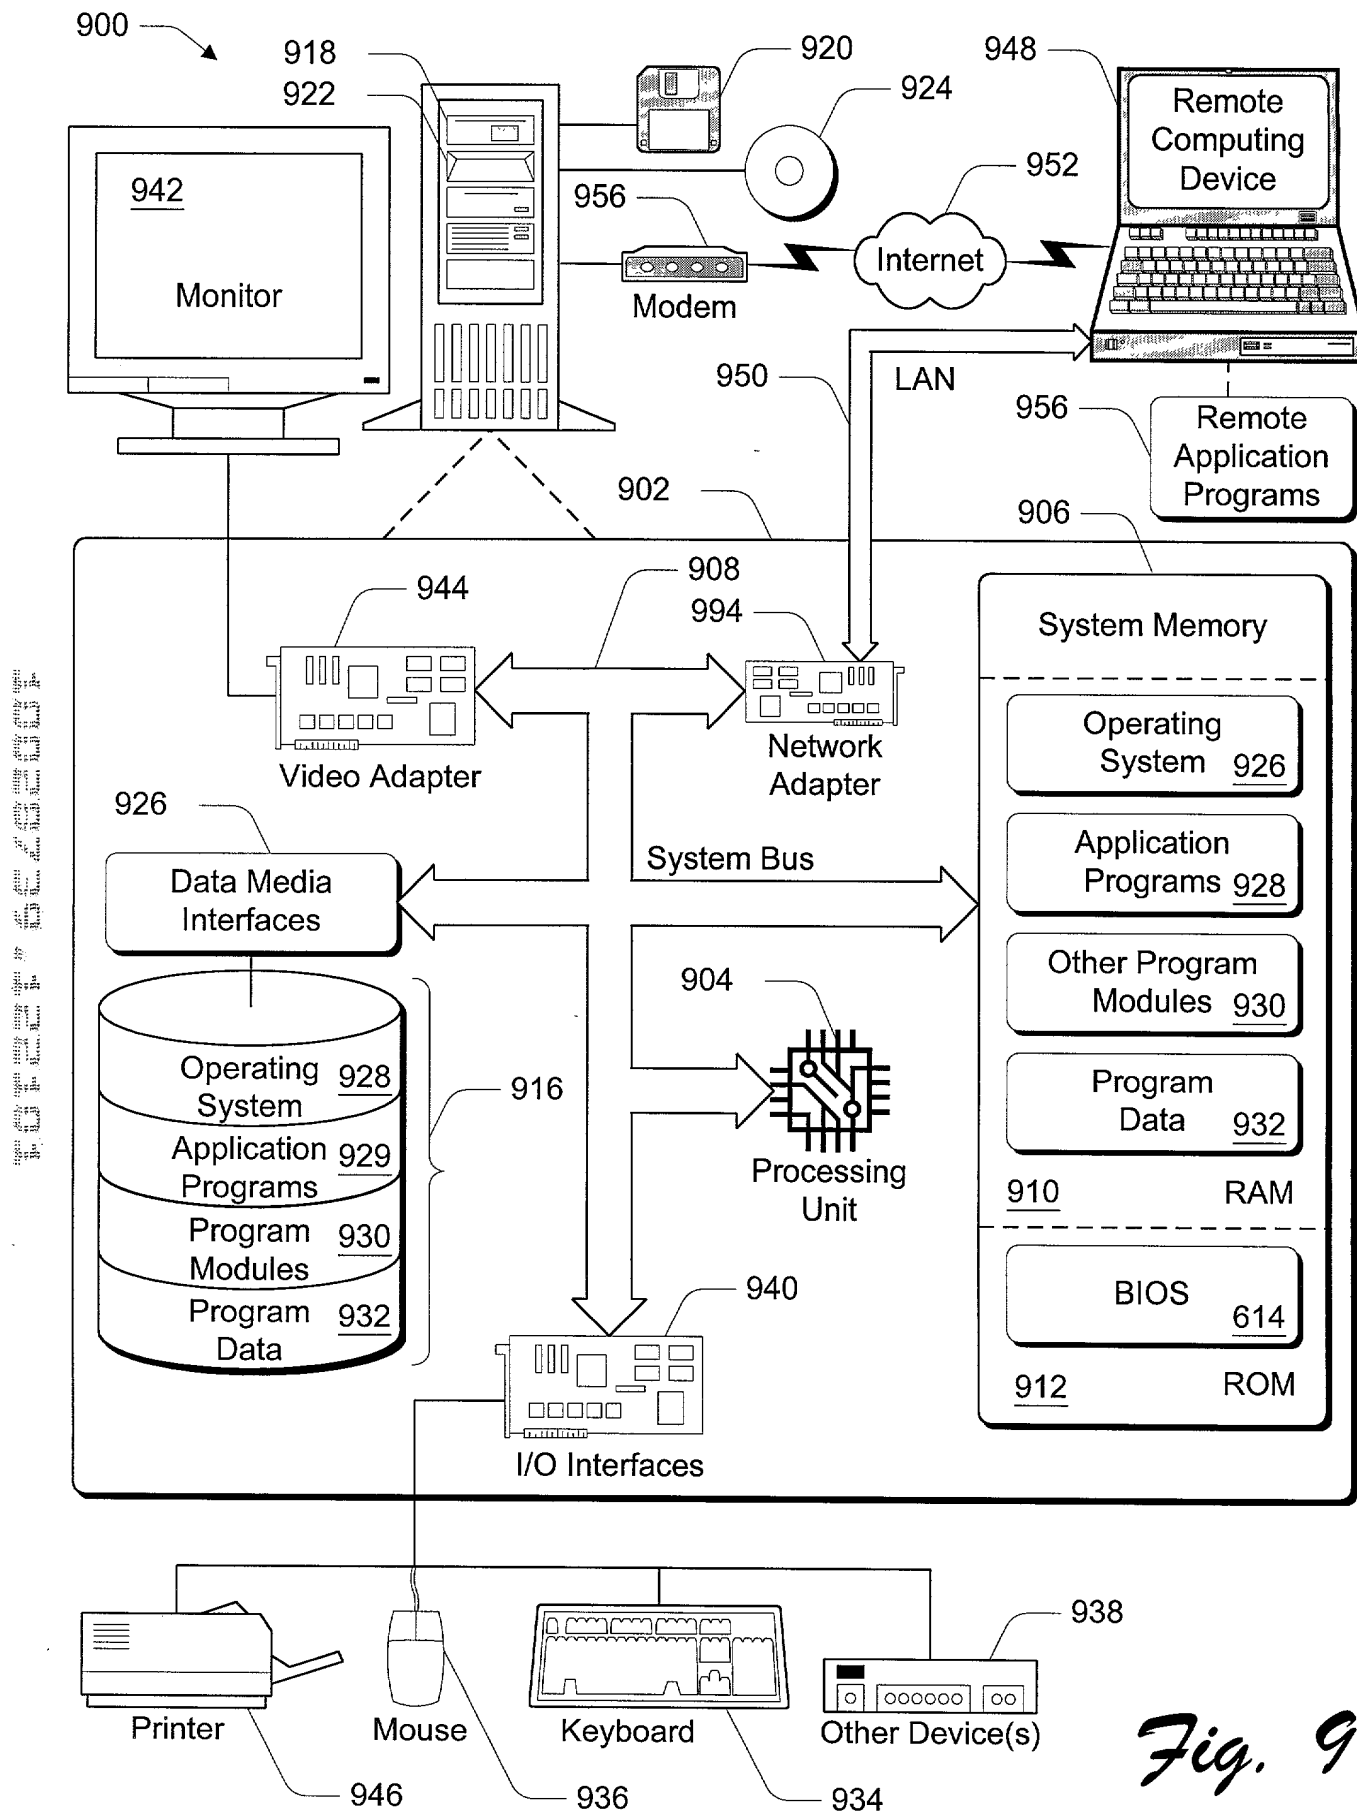 900
918
922
920
924
948
Remote
Computing
Device
942
Monitor
956
Modem
952
Internet
950
LAN
956
Remote
Application
Programs
902
906
944
Video Adapter
908
994
Network
Adapter
System Memory
Operating
System 926
Application
Programs 928
Other Program
Modules 930
Program
Data 932
910 RAM
BIOS
614
912 ROM
926
Data Media
Interfaces
System Bus
904
Processing
Unit
Operating
System 928
Application
Programs 929
Program
Modules 930
Program
Data 932
916
940
I/O Interfaces
Printer
946
Mouse
936
Keyboard
934
938
Other Device(s)
Fig. 9